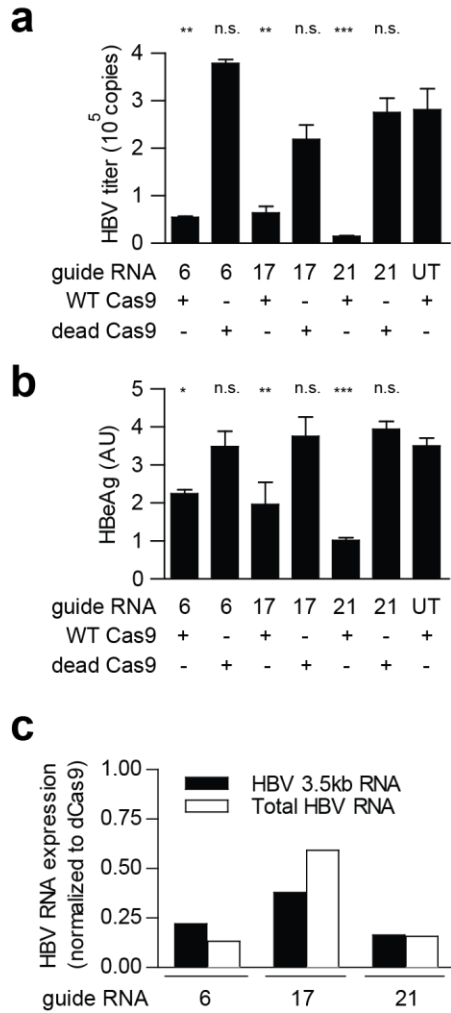 a
** n.s. ** n.s. *** n.s.
HBV titer (10^5 copies)
4
3
2
1
0
guide RNA 6 6 17 17 21 21 UT
WT Cas9 + - + - + - +
dead Cas9 - + - + - + -
b
* n.s. ** n.s. *** n.s.
HBeAg (AU)
5
4
3
2
1
0
guide RNA 6 6 17 17 21 21 UT
WT Cas9 + - + - + - +
dead Cas9 - + - + - + -
c
HBV RNA expression
(normalized to dCas9)
1.00
0.75
0.50
0.25
0.00
HBV 3.5kb RNA
Total HBV RNA
guide RNA 6 17 21